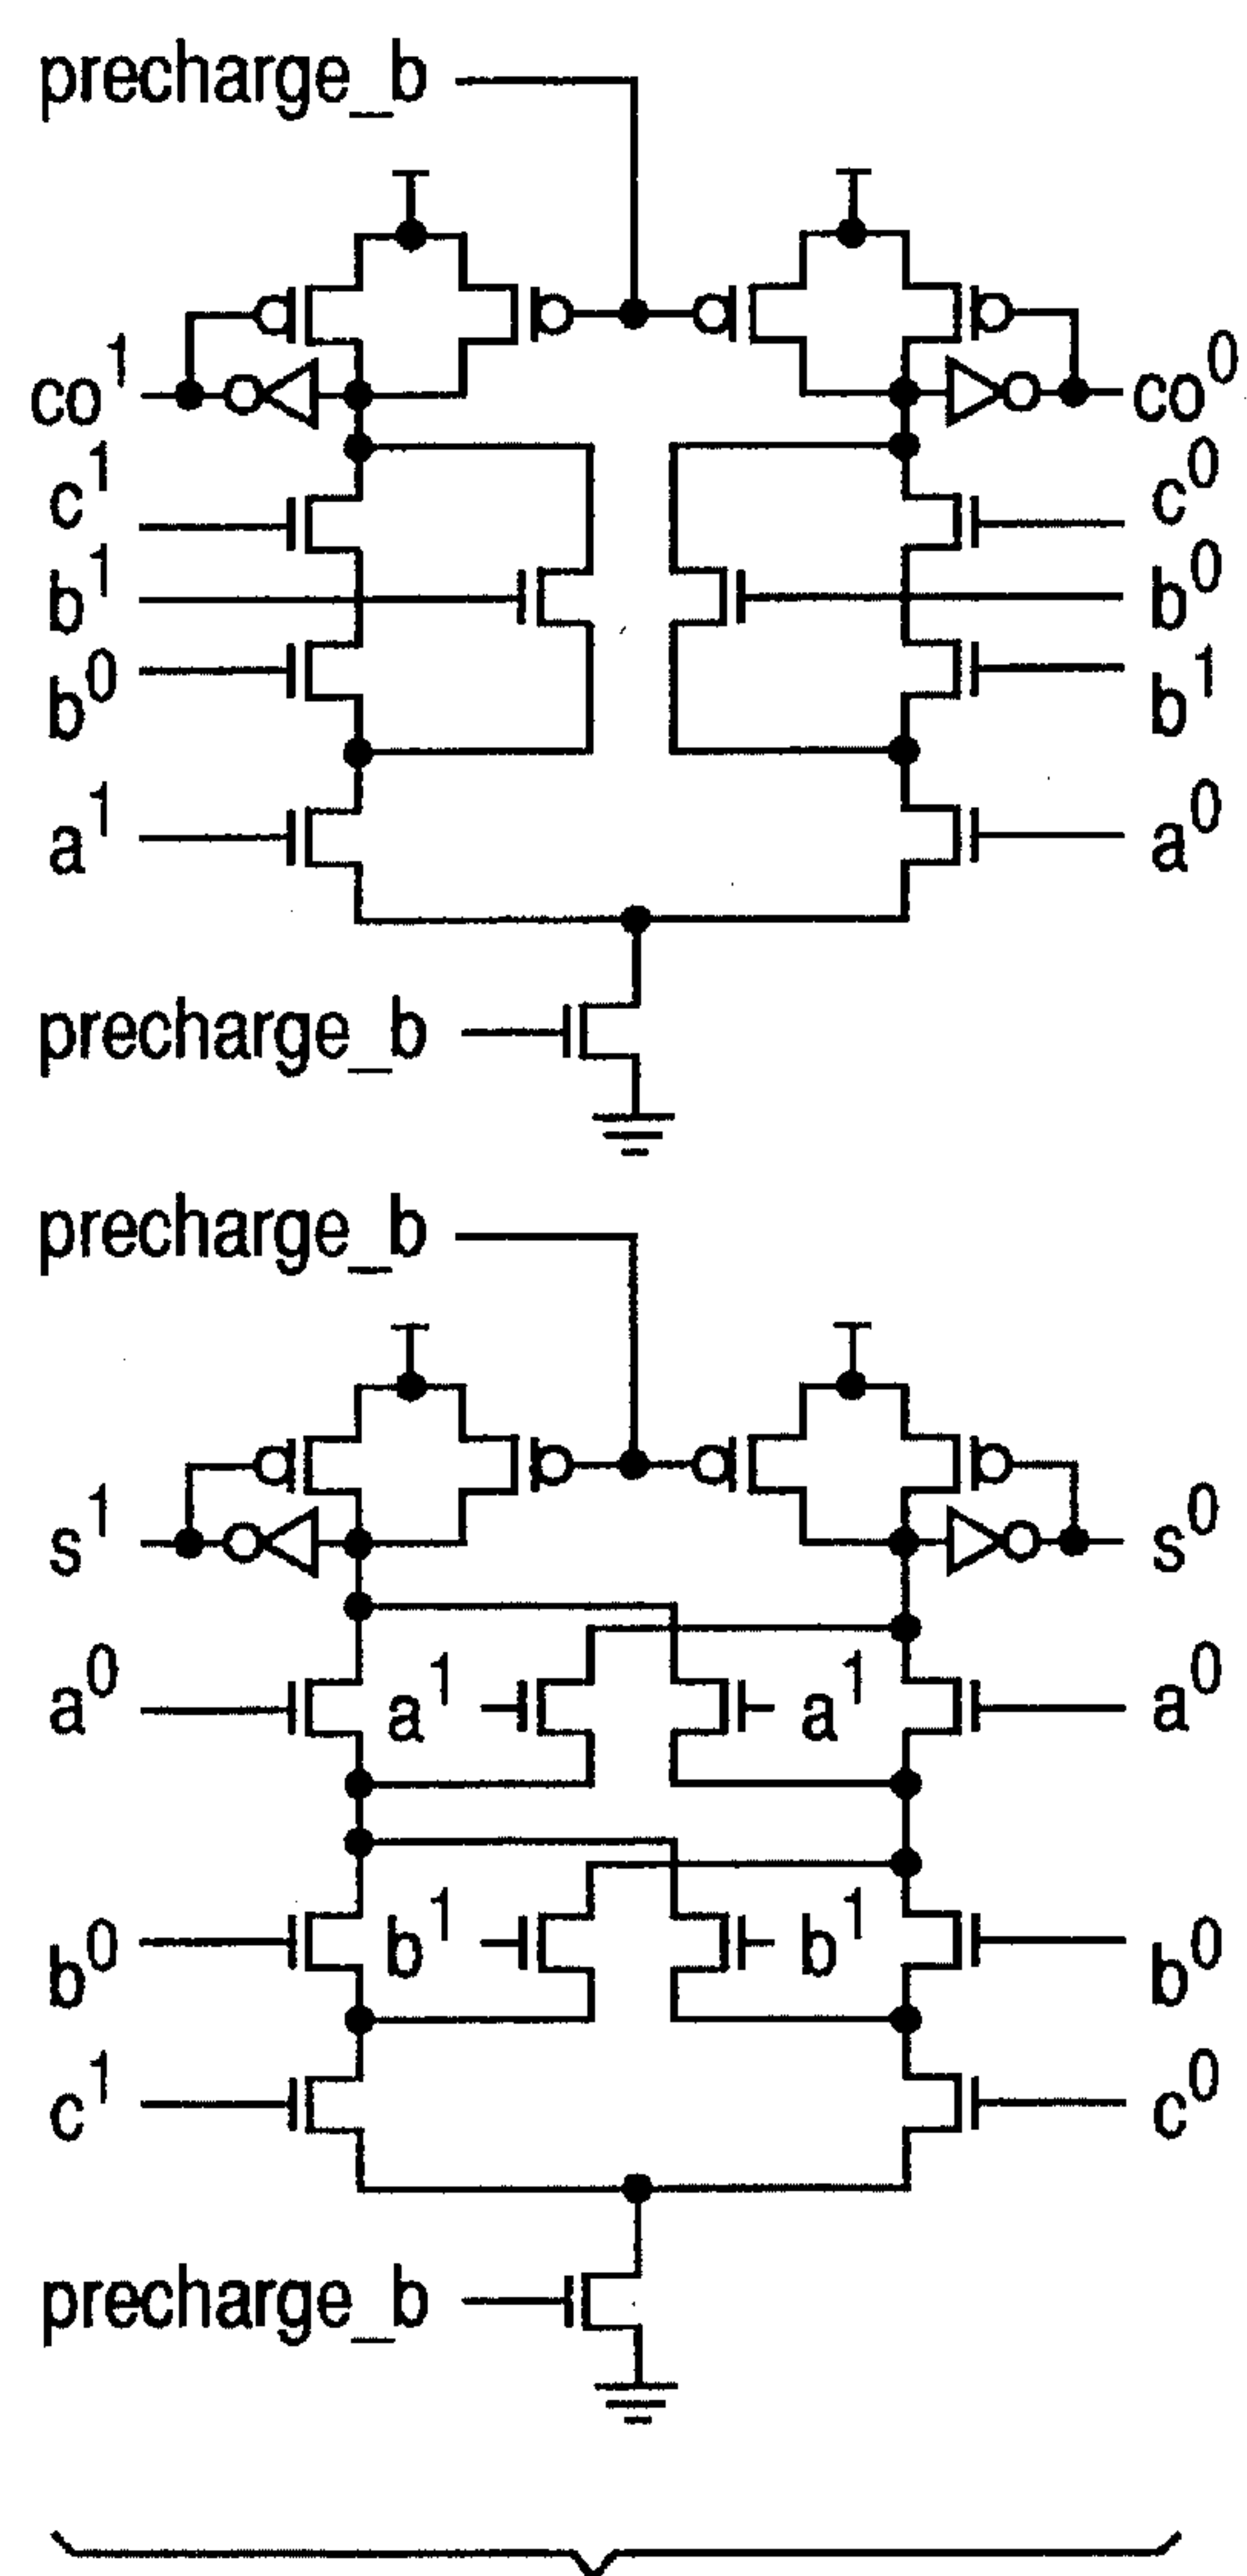 precharge_b
co¹ co⁰
c¹ c⁰
b¹ b⁰
b⁰ b¹
a¹ a⁰
precharge_b
precharge_b
s¹ s⁰
a⁰ a¹ a¹ a⁰
b⁰ b¹ b¹ b⁰
c¹ c⁰
precharge_b